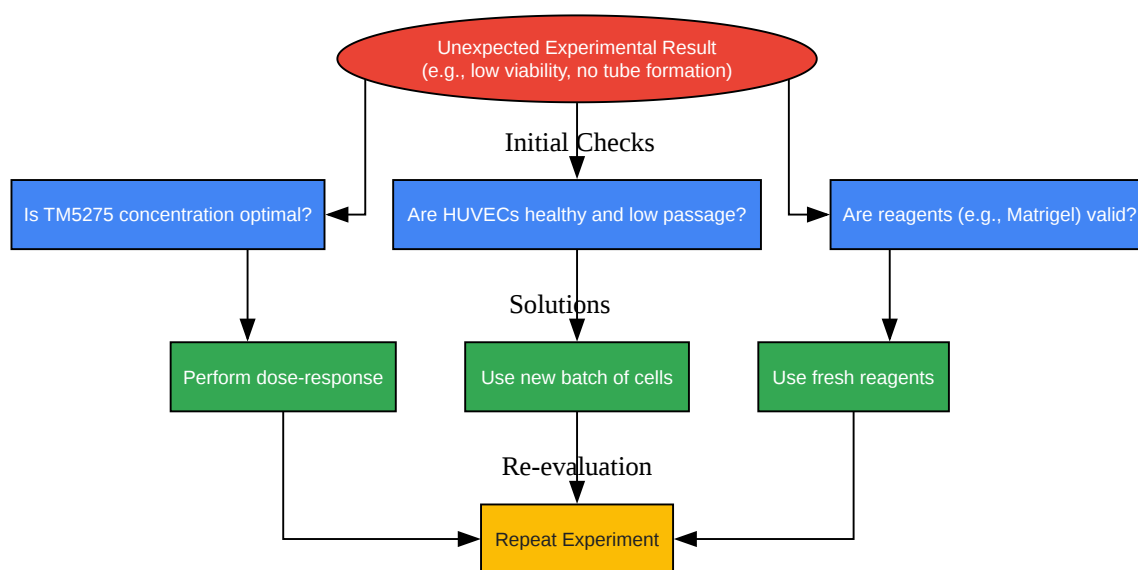 Unexpected Experimental Result
(e.g., low viability, no tube formation)
Initial Checks
Is TM5275 concentration optimal?
Are HUVECs healthy and low passage?
Are reagents (e.g., Matrigel) valid?
Solutions
Perform dose-response
Use new batch of cells
Use fresh reagents
Re-evaluation
Repeat Experiment